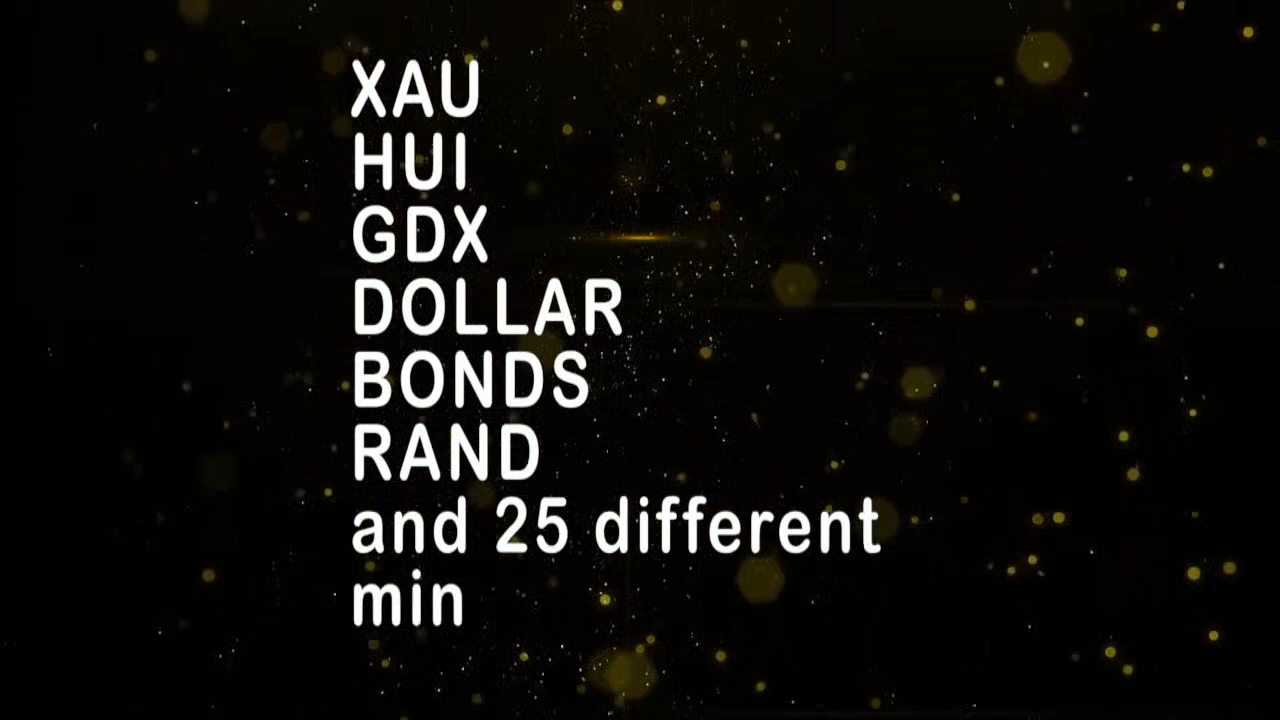 XAU
HUI
GDX
DOLLAR
BONDS
RAND
and 25 different
min